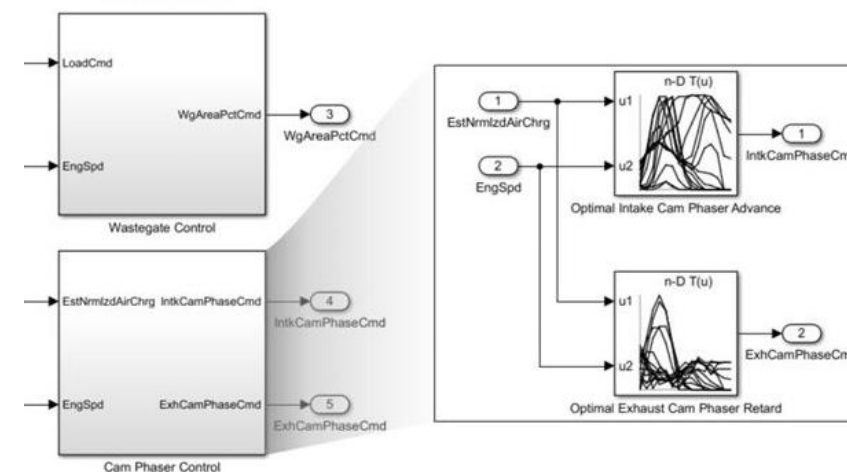 LoadCmd
WgAreaPctCmd
3
WgAreaPctCmd
EngSpd
Wastegate Control
EstNrmlzdAirChrg IntkCamPhaseCmd
4
IntkCamPhaseCmd
EngSpd
ExhCamPhaseCmd
5
ExhCamPhaseCmd
Cam Phaser Control
n-D T(u)
1
EstNrmlzdAirChrg
u1
1
IntkCamPhaseCm
2
EngSpd
u2
Optimal Intake Cam Phaser Advance
n-D T(u)
u1
2
ExhCamPhaseCm
u2
Optimal Exhaust Cam Phaser Retard